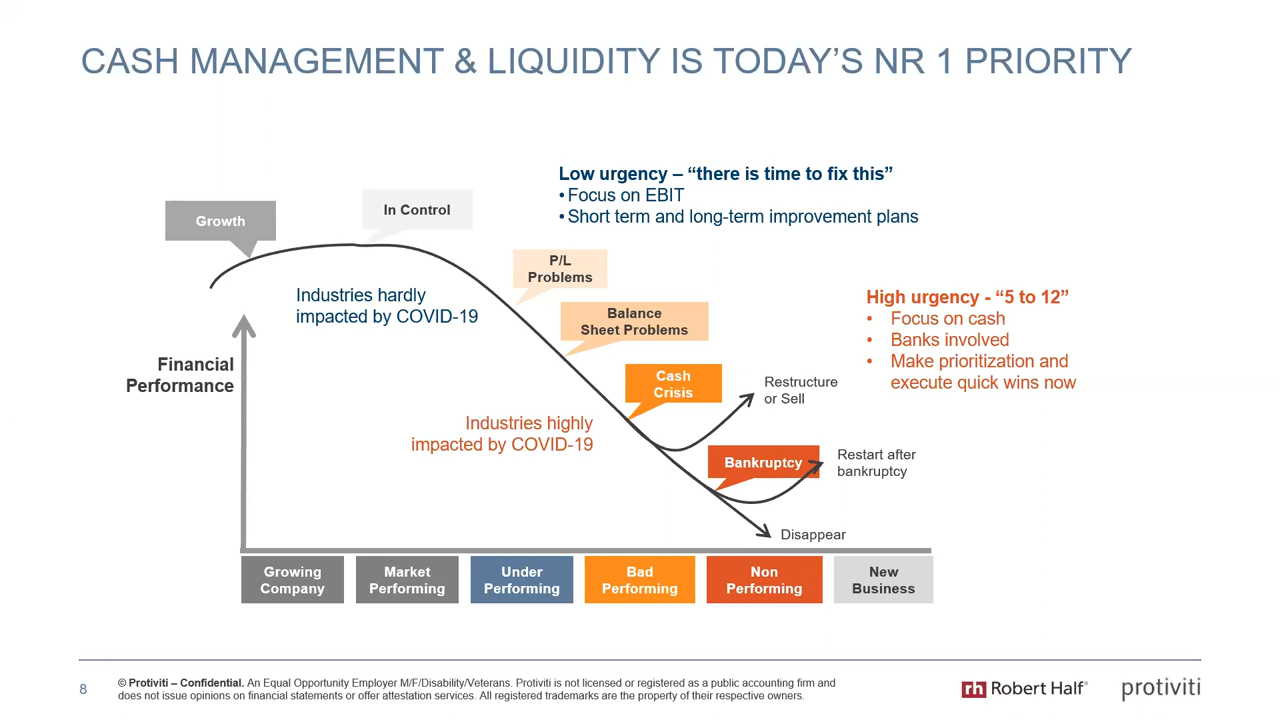 CASH MANAGEMENT & LIQUIDITY IS TODAY’S NR 1 PRIORITY
Low urgency – “there is time to fix this”
• Focus on EBIT
• Short term and long-term improvement plans
Growth
In Control
P/L
Problems
Industries hardly
impacted by COVID-19
Balance
Sheet Problems
High urgency - “5 to 12”
• Focus on cash
• Banks involved
• Make prioritization and
execute quick wins now
Financial
Performance
Cash
Crisis
Restructure
or Sell
Industries highly
impacted by COVID-19
Bankruptcy
Restart after
bankruptcy
Disappear
Growing
Company
Market
Performing
Under
Performing
Bad
Performing
Non
Performing
New
Business
8
© Protiviti – Confidential. An Equal Opportunity Employer M/F/Disability/Veterans. Protiviti is not licensed or registered as a public accounting firm and
does not issue opinions on financial statements or offer attestation services. All registered trademarks are the property of their respective owners.
rh Robert Half®
protiviti